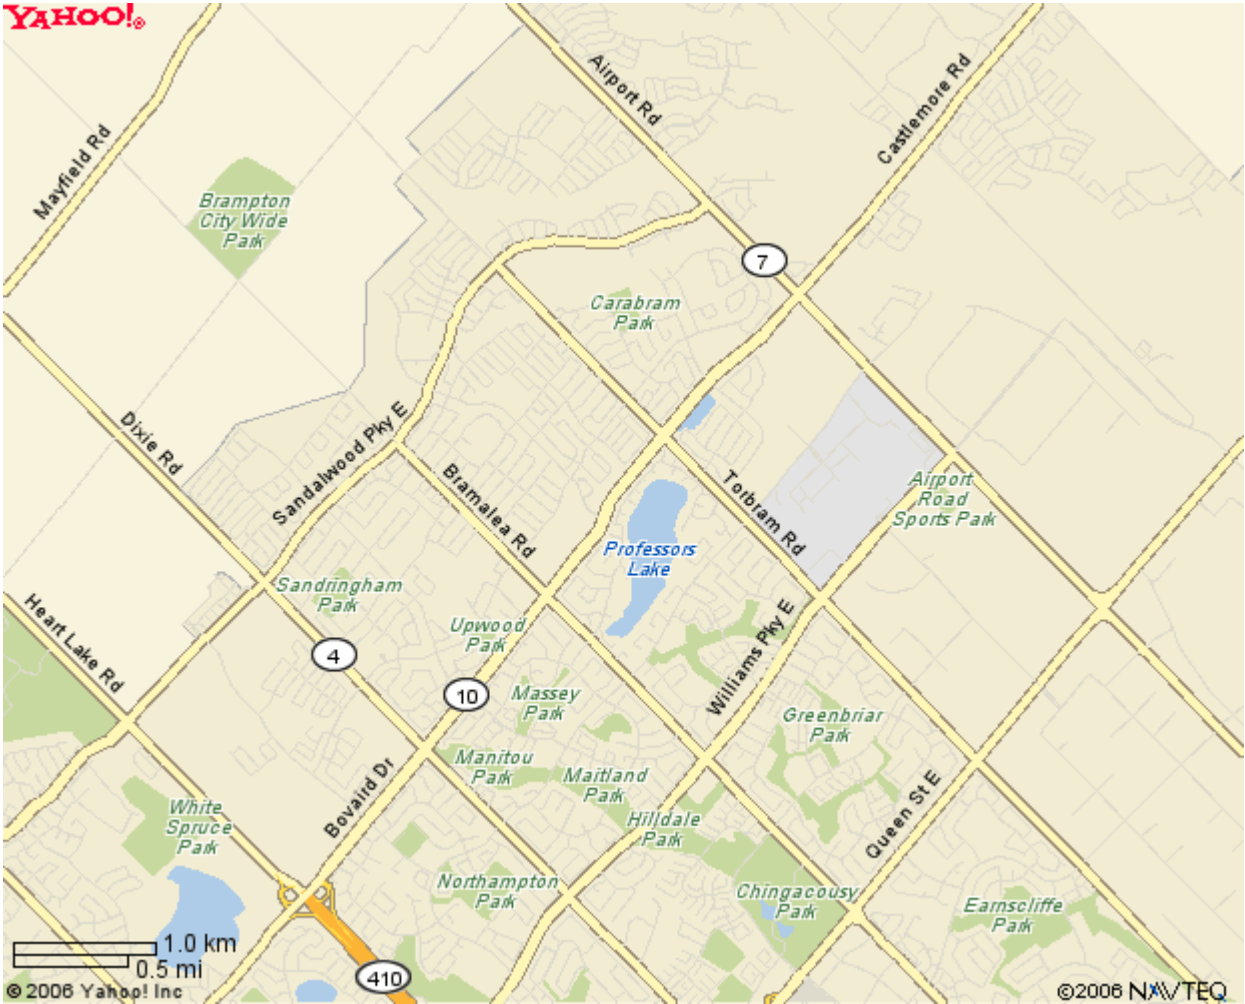 YAHOO!®
Airport Rd
Castlemore Rd
Mayfield Rd
Brampton
City Wide
Park
7
Carabram
Park
Dixie Rd
Sandalwood Pky E
Bramalea Rd
Torbram Rd
Airport
Road
Sports Park
Professors
Lake
Sandringham
Park
Heart Lake Rd
Upwood
Park
4
10
Williams Pky E
Massey
Park
Greenbriar
Park
Manitou
Park
Maitland
Park
Bovaird Dr
White
Spruce
Park
Hilldale
Park
Queen St E
Northampton
Park
Chingacousy
Park
Earnscliffe
Park
1.0 km
0.5 mi
410
© 2006 Yahoo! Inc
©2006 NAVTEQ